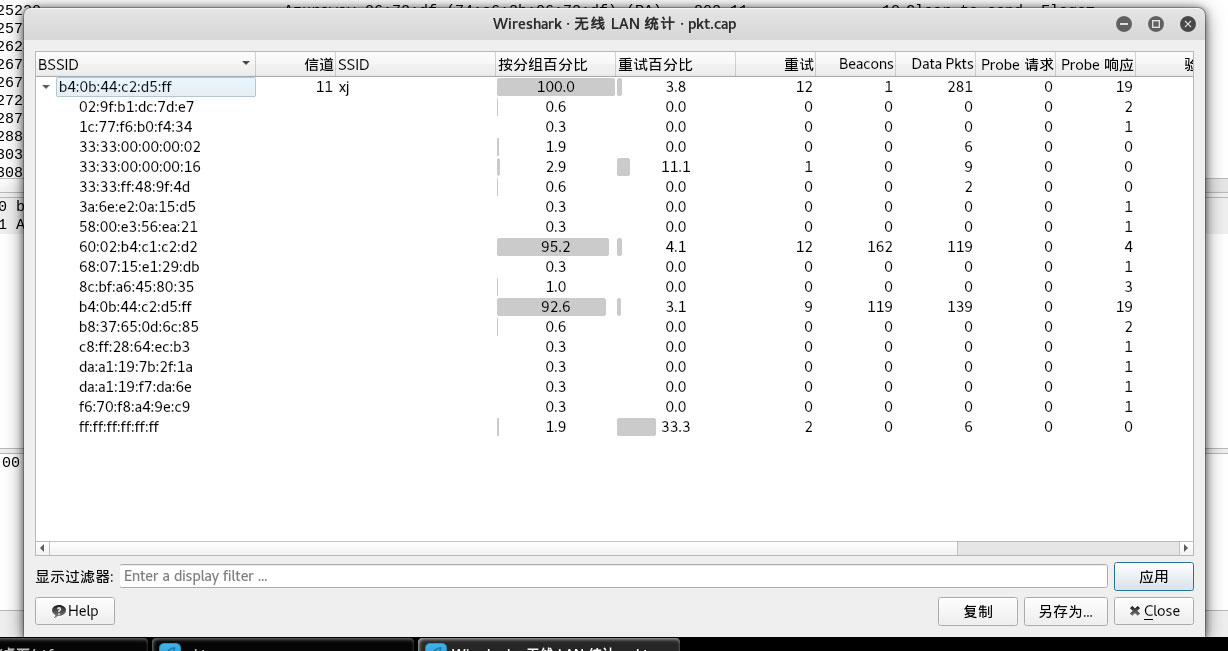 25220
Wireshark · 无线 LAN 统计 · pkt.cap
257
262
267
267
272
287
288
303
308
BSSID 信道 SSID 按分组百分比 重试百分比 重试 Beacons Data Pkts Probe 请求 Probe 响应
b4:0b:44:c2:d5:ff 11 xj 100.0 3.8 12 1 281 0 19
02:9f:b1:dc:7d:e7 0.6 0.0 0 0 0 0 2
1c:77:f6:b0:f4:34 0.3 0.0 0 0 0 0 1
33:33:00:00:00:02 1.9 0.0 0 0 6 0 0
33:33:00:00:00:16 2.9 11.1 1 0 9 0 0
33:33:ff:48:9f:4d 0.6 0.0 0 0 2 0 0
3a:6e:e2:0a:15:d5 0.3 0.0 0 0 0 0 1
58:00:e3:56:ea:21 0.3 0.0 0 0 0 0 1
60:02:b4:c1:c2:d2 95.2 4.1 12 162 119 0 4
68:07:15:e1:29:db 0.3 0.0 0 0 0 0 1
8c:bf:a6:45:80:35 1.0 0.0 0 0 0 0 3
b4:0b:44:c2:d5:ff 92.6 3.1 9 119 139 0 19
b8:37:65:0d:6c:85 0.6 0.0 0 0 0 0 2
c8:ff:28:64:ec:b3 0.3 0.0 0 0 0 0 1
da:a1:19:7b:2f:1a 0.3 0.0 0 0 0 0 1
da:a1:19:f7:da:6e 0.3 0.0 0 0 0 0 1
f6:70:f8:a4:9e:c9 0.3 0.0 0 0 0 0 1
ff:ff:ff:ff:ff:ff 1.9 33.3 2 0 6 0 0
0 b
1 A
00
显示过滤器: Enter a display filter ... 应用
Help 复制 另存为... Close